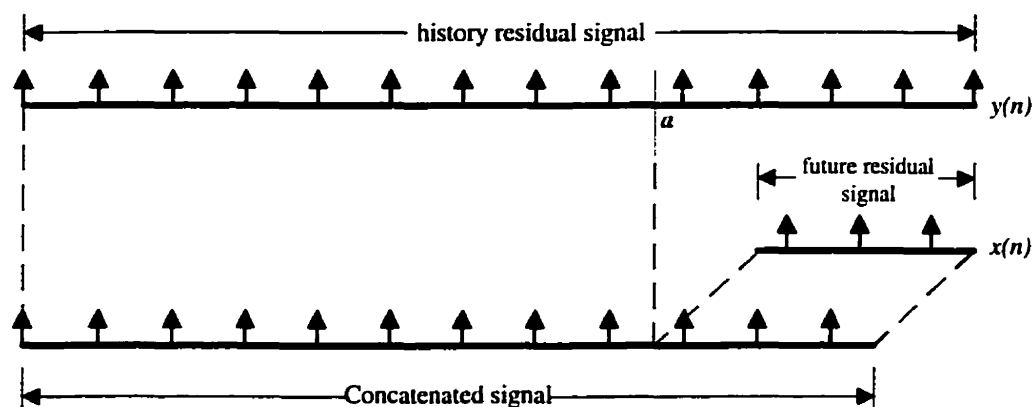 history residual signal
y(n)
a
future residual
signal
x(n)
Concatenated signal